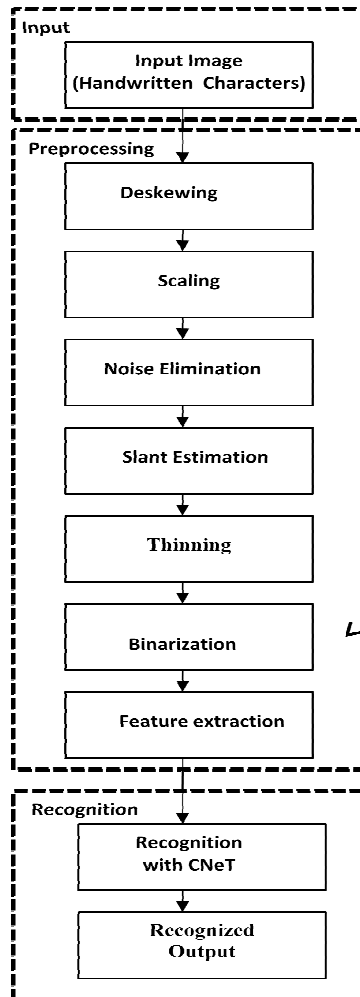 Input
Input Image
(Handwritten Characters)
Preprocessing
Deskewing
Scaling
Noise Elimination
Slant Estimation
Thinning
Binarization
Feature extraction
Recognition
Recognition
with CNeT
Recognized
Output